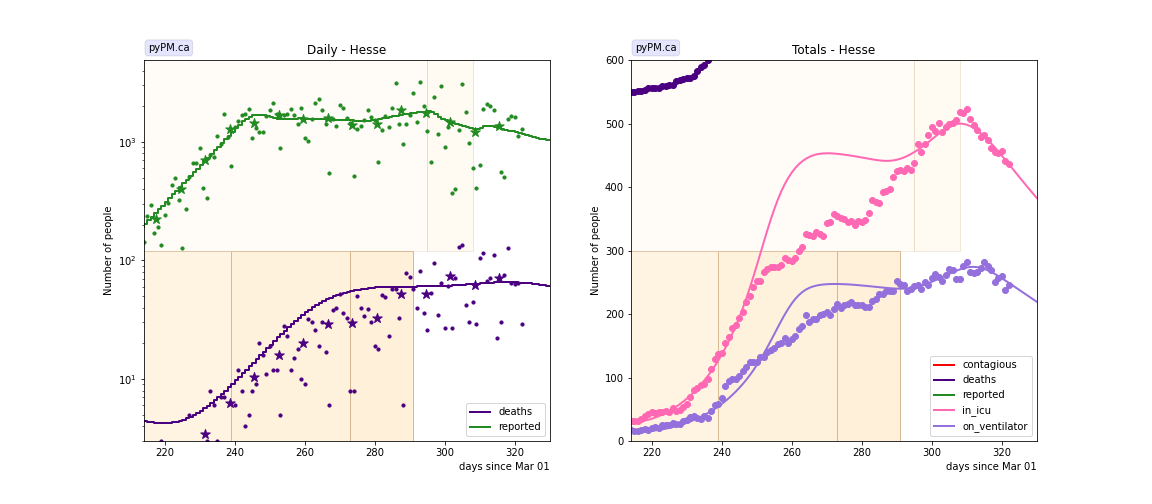 pyPM.ca
Daily - Hesse
Number of people
10³
10²
10¹
220
240
260
280
300
320
days since Mar 01
deaths
reported
pyPM.ca
Totals - Hesse
Number of people
600
500
400
300
200
100
0
220
240
260
280
300
320
days since Mar 01
contagious
deaths
reported
in_icu
on_ventilator